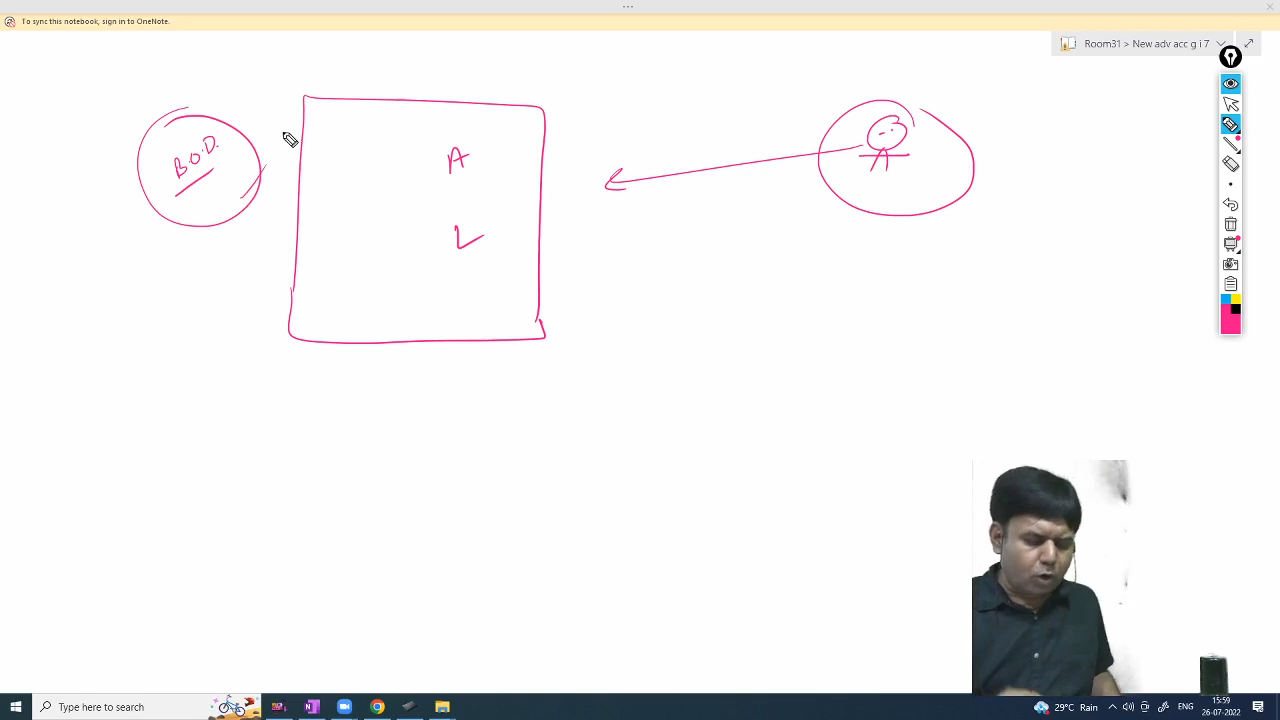 To sync this notebook, sign in to OneNote.
Room31 > New adv acc g i 7
B.O.D.
A
L
Type here to search
29°C Rain
ENG
15:59
26-07-2022